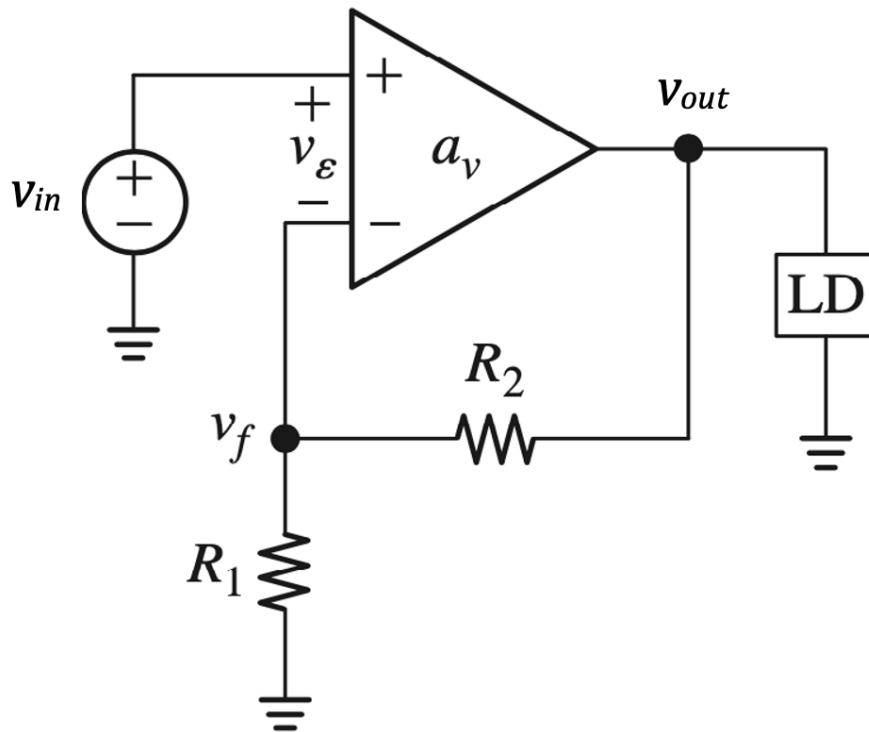 v_out
+
+
v_ε
a_v
−
−
v_in
+
−
LD
R_2
v_f
R_1